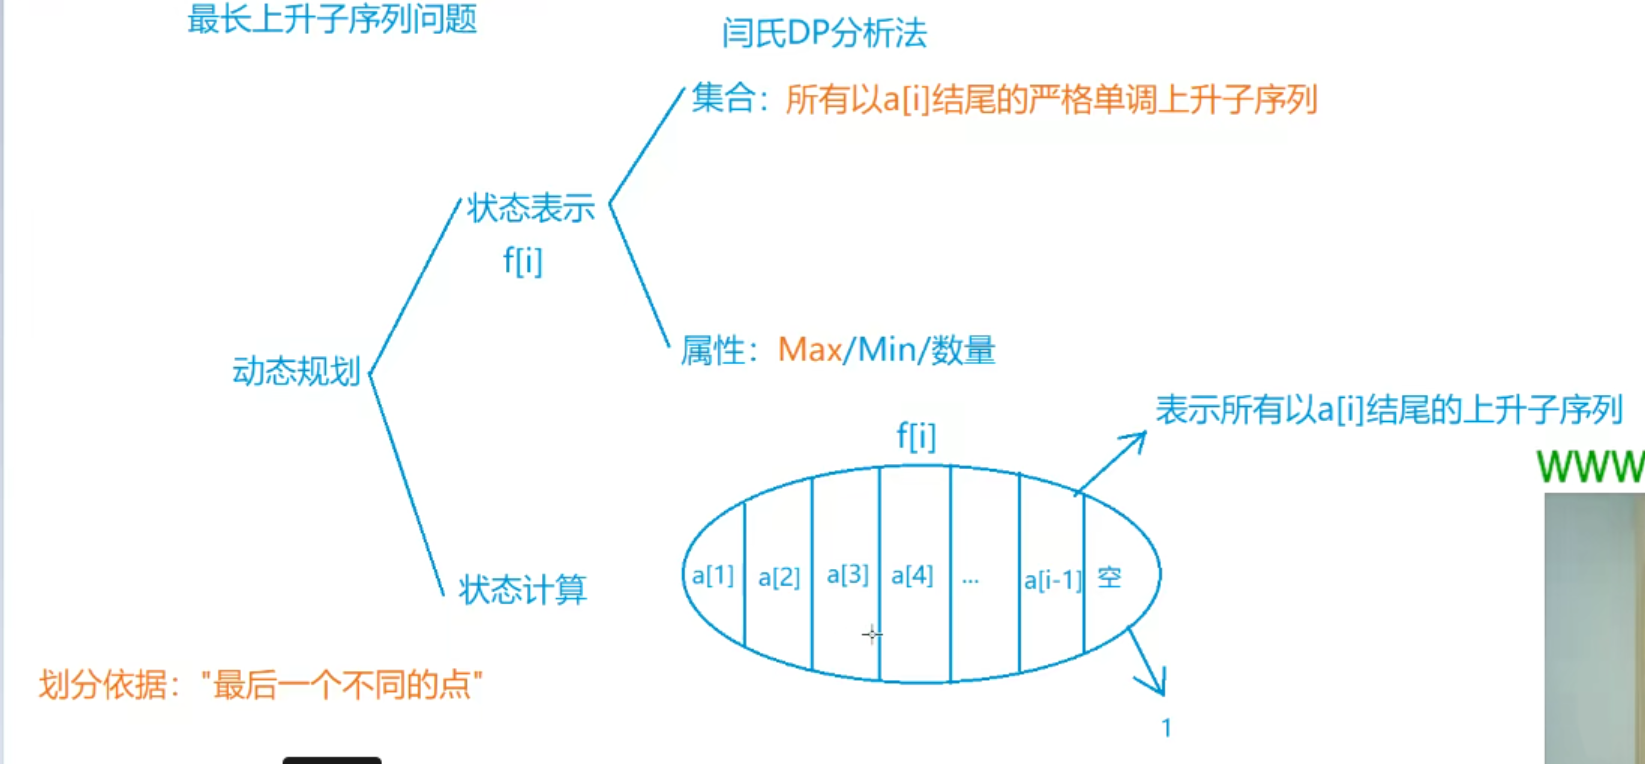 最长上升子序列问题
闫氏DP分析法
集合：所有以a[i]结尾的严格单调上升子序列
状态表示
f[i]
动态规划
属性：Max/Min/数量
表示所有以a[i]结尾的上升子序列
f[i]
WWW
a[1] a[2] a[3] a[4] ... a[i-1] 空
状态计算
划分依据："最后一个不同的点"
1